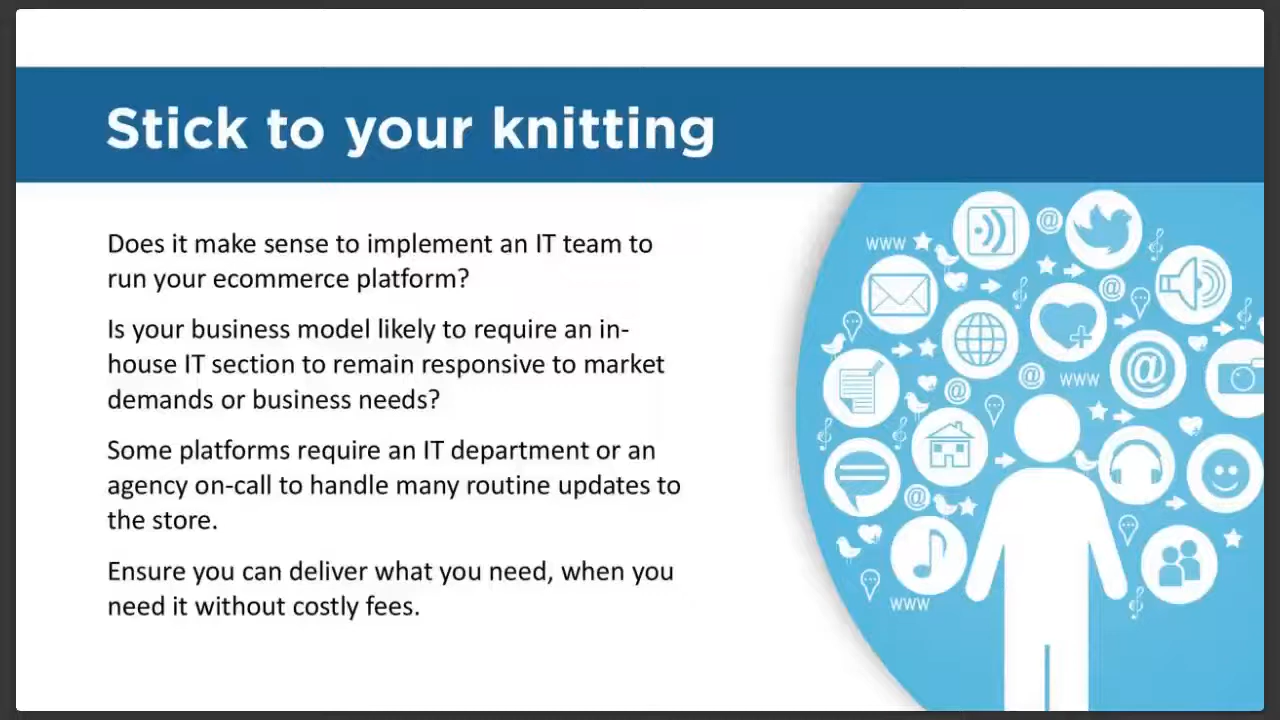 Stick to your knitting
Does it make sense to implement an IT team to
run your ecommerce platform?
Is your business model likely to require an in-
house IT section to remain responsive to market
demands or business needs?
Some platforms require an IT department or an
agency on-call to handle many routine updates to
the store.
Ensure you can deliver what you need, when you
need it without costly fees.
www
@
@
@
@
www
@
@
www